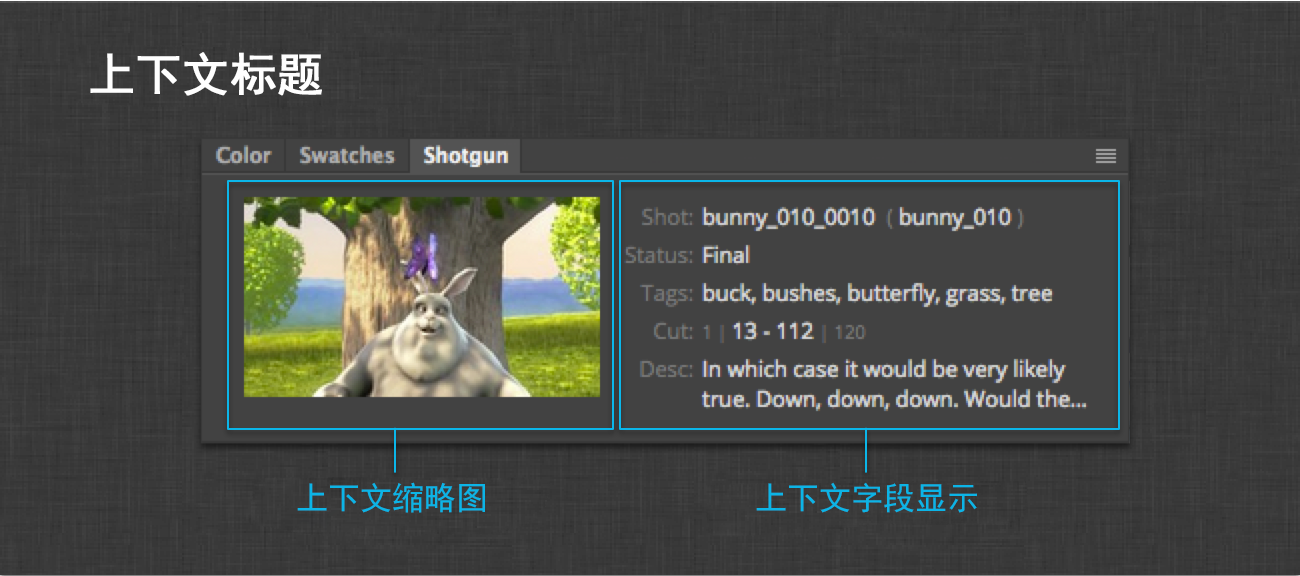 上下文标题
Color Swatches Shotgun
Shot: bunny_010_0010 ( bunny_010 )
Status: Final
Tags: buck, bushes, butterfly, grass, tree
Cut: 1 | 13 - 112 | 120
Desc: In which case it would be very likely
true. Down, down, down. Would the...
上下文缩略图
上下文字段显示